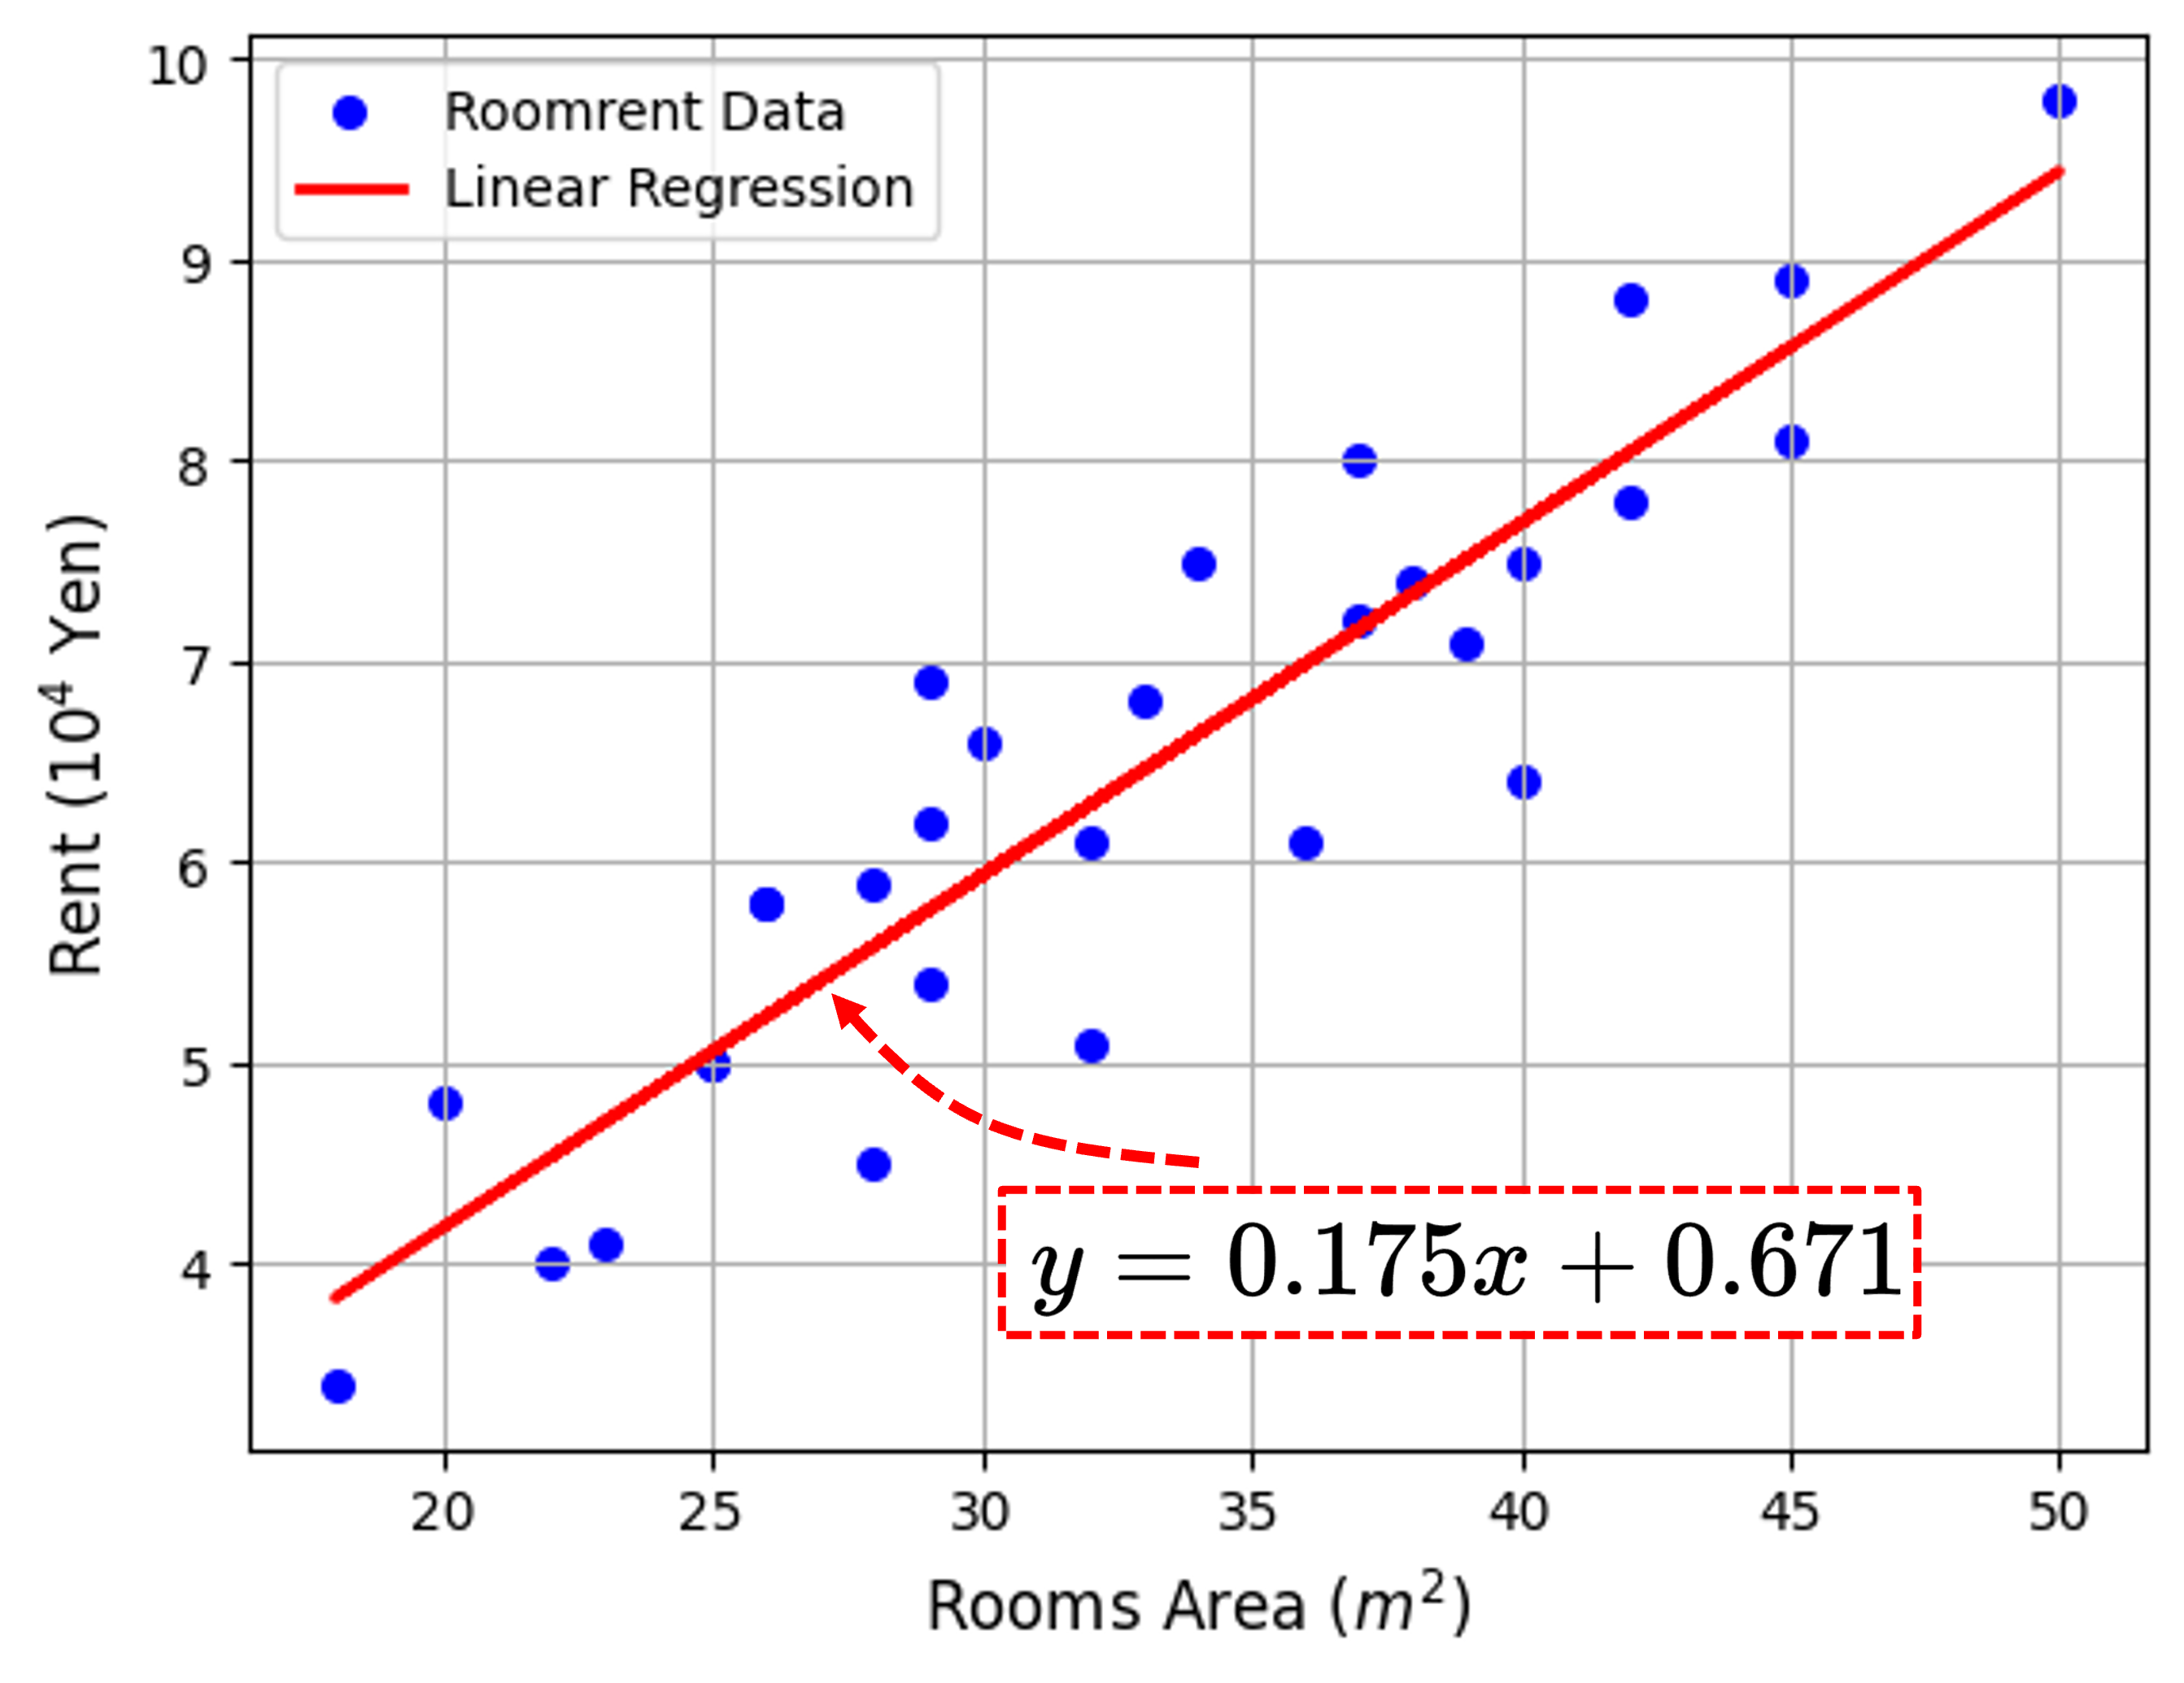 10
9
8
7
6
5
4
Rent (10⁴ Yen)
Roomrent Data
Linear Regression
y = 0.175x + 0.671
20 25 30 35 40 45 50
Rooms Area (m²)